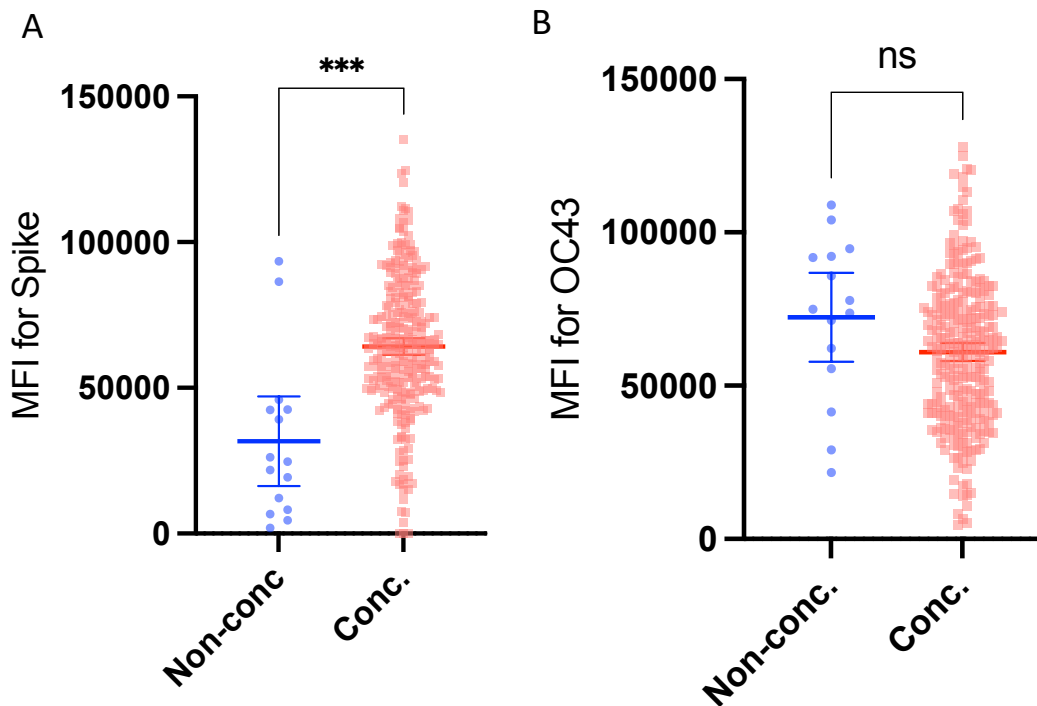 A
***
MFI for Spike
150000
100000
50000
0
Non-conc
Conc.
B
ns
MFI for OC43
150000
100000
50000
0
Non-conc.
Conc.